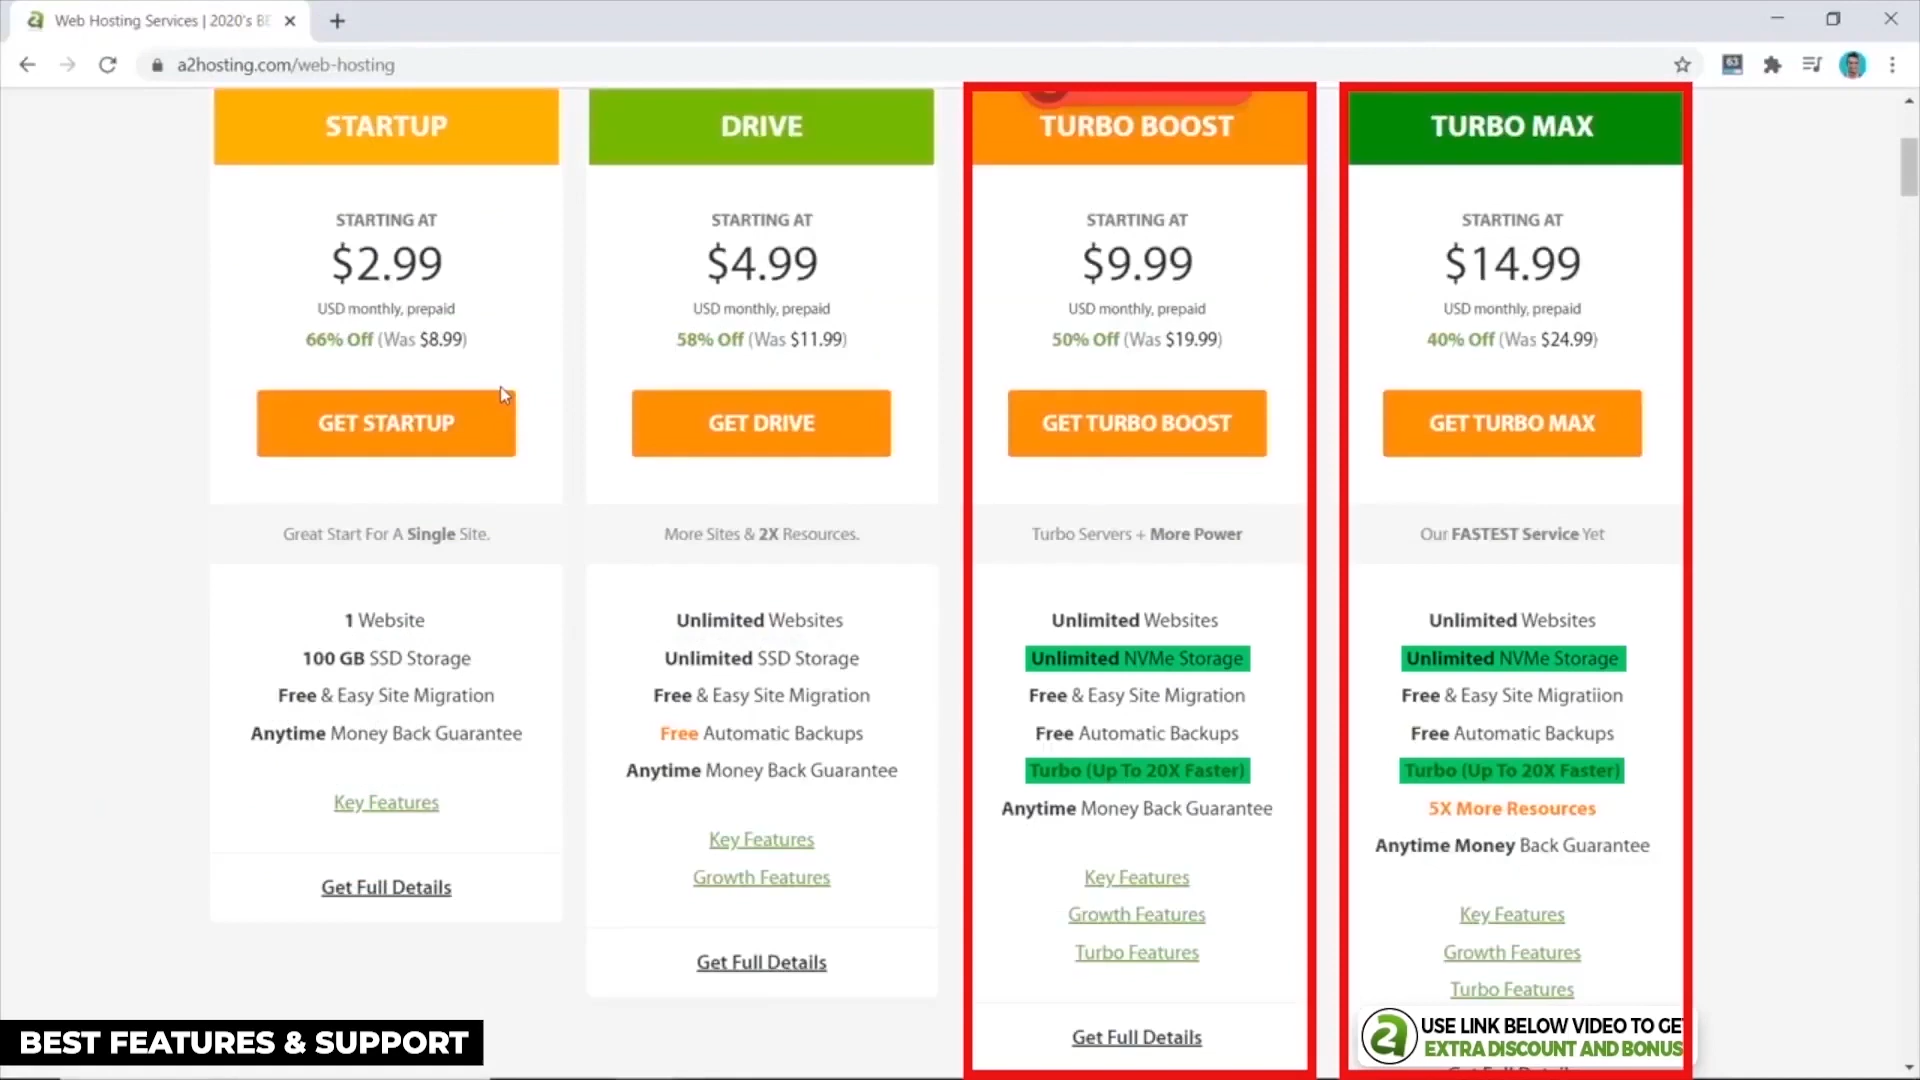 Web Hosting Services | 2020's BE
a2hosting.com/web-hosting
63
STARTUP
STARTING AT
$2.99
USD monthly, prepaid
66% Off (Was $8.99)
GET STARTUP
Great Start For A Single Site.
1 Website
100 GB SSD Storage
Free & Easy Site Migration
Anytime Money Back Guarantee
Key Features
Get Full Details
DRIVE
STARTING AT
$4.99
USD monthly, prepaid
58% Off (Was $11.99)
GET DRIVE
More Sites & 2X Resources.
Unlimited Websites
Unlimited SSD Storage
Free & Easy Site Migration
Free Automatic Backups
Anytime Money Back Guarantee
Key Features
Growth Features
Get Full Details
TURBO BOOST
STARTING AT
$9.99
USD monthly, prepaid
50% Off (Was $19.99)
GET TURBO BOOST
Turbo Servers + More Power
Unlimited Websites
Unlimited NVMe Storage
Free & Easy Site Migration
Free Automatic Backups
Turbo (Up To 20X Faster)
Anytime Money Back Guarantee
Key Features
Growth Features
Turbo Features
Get Full Details
TURBO MAX
STARTING AT
$14.99
USD monthly, prepaid
40% Off (Was $24.99)
GET TURBO MAX
Our FASTEST Service Yet
Unlimited Websites
Unlimited NVMe Storage
Free & Easy Site Migratiion
Free Automatic Backups
Turbo (Up To 20X Faster)
5X More Resources
Anytime Money Back Guarantee
Key Features
Growth Features
Turbo Features
BEST FEATURES & SUPPORT
USE LINK BELOW VIDEO TO GET
EXTRA DISCOUNT AND BONUS